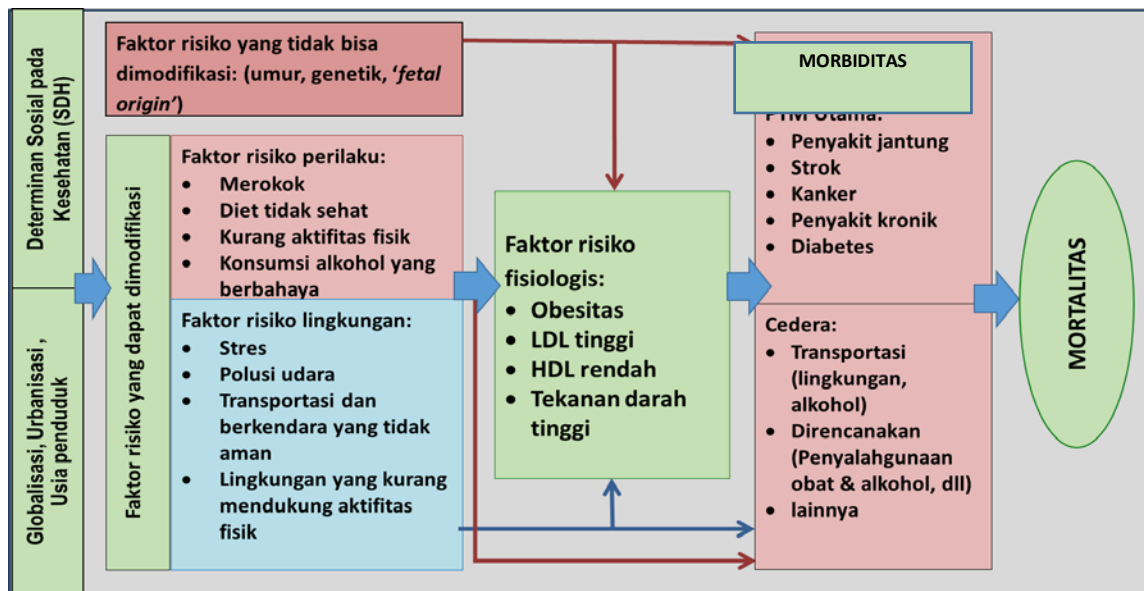 Determinan Sosial pada
Kesehatan (SDH)
Globalisasi, Urbanisasi ,
Usia penduduk
Faktor risiko yang tidak bisa
dimodifikasi: (umur, genetik, ‘fetal
origin’)
Faktor risiko yang dapat dimodifikasi
Faktor risiko perilaku:
• Merokok
• Diet tidak sehat
• Kurang aktifitas fisik
• Konsumsi alkohol yang
berbahaya
Faktor risiko lingkungan:
• Stres
• Polusi udara
• Transportasi dan
berkendara yang tidak
aman
• Lingkungan yang kurang
mendukung aktifitas
fisik
Faktor risiko
fisiologis:
• Obesitas
• LDL tinggi
• HDL rendah
• Tekanan darah
tinggi
MORBIDITAS
PTM Utama:
• Penyakit jantung
• Strok
• Kanker
• Penyakit kronik
• Diabetes
Cedera:
• Transportasi
(lingkungan,
alkohol)
• Direncanakan
(Penyalahgunaan
obat & alkohol, dll)
• lainnya
MORTALITAS